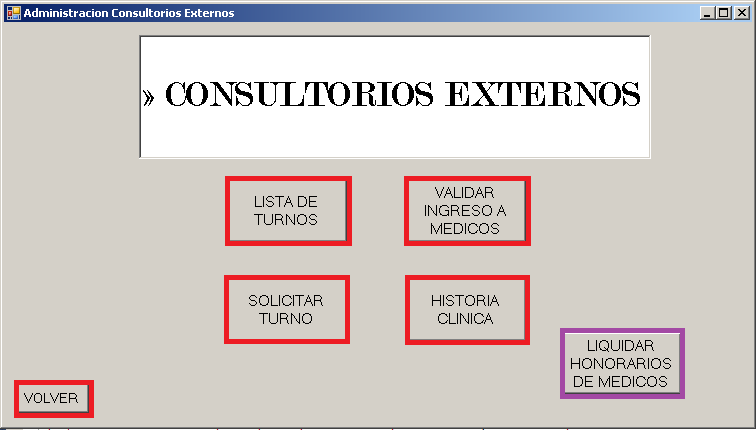 Administracion Consultorios Externos
» CONSULTORIOS EXTERNOS
LISTA DE
TURNOS
VALIDAR
INGRESO A
MEDICOS
SOLICITAR
TURNO
HISTORIA
CLINICA
LIQUIDAR
HONORARIOS
DE MEDICOS
VOLVER